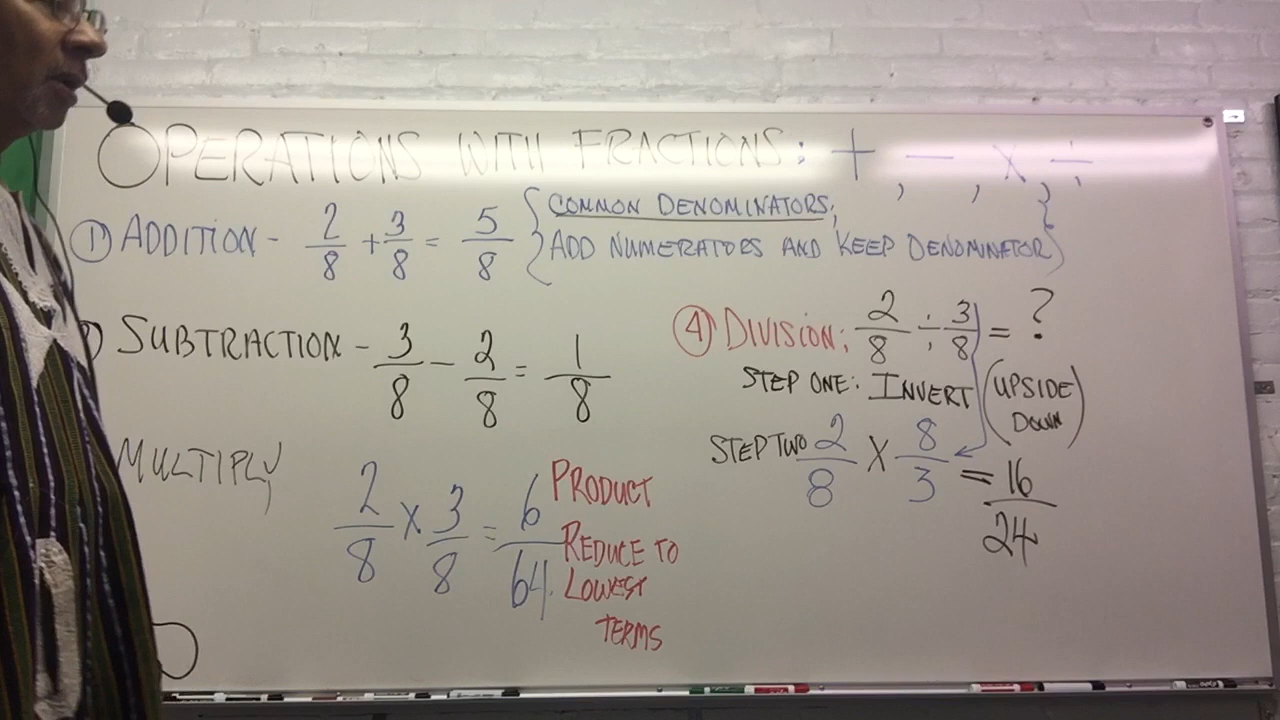 OPERATIONS WITH FRACTIONS: +, −, × ÷
① ADDITION - 2/8 + 3/8 = 5/8 { COMMON DENOMINATORS; }
{ ADD NUMERATORS AND KEEP DENOMINATOR }
SUBTRACTION - 3/8 − 2/8 = 1/8
MULTIPLY
2/8 × 3/8 = 6/64
PRODUCT
REDUCE TO
LOWEST
TERMS
④ DIVISION; 2/8 ÷ 3/8 = ?
STEP ONE: INVERT (UPSIDE
DOWN)
STEP TWO 2/8 × 8/3 = 16/24